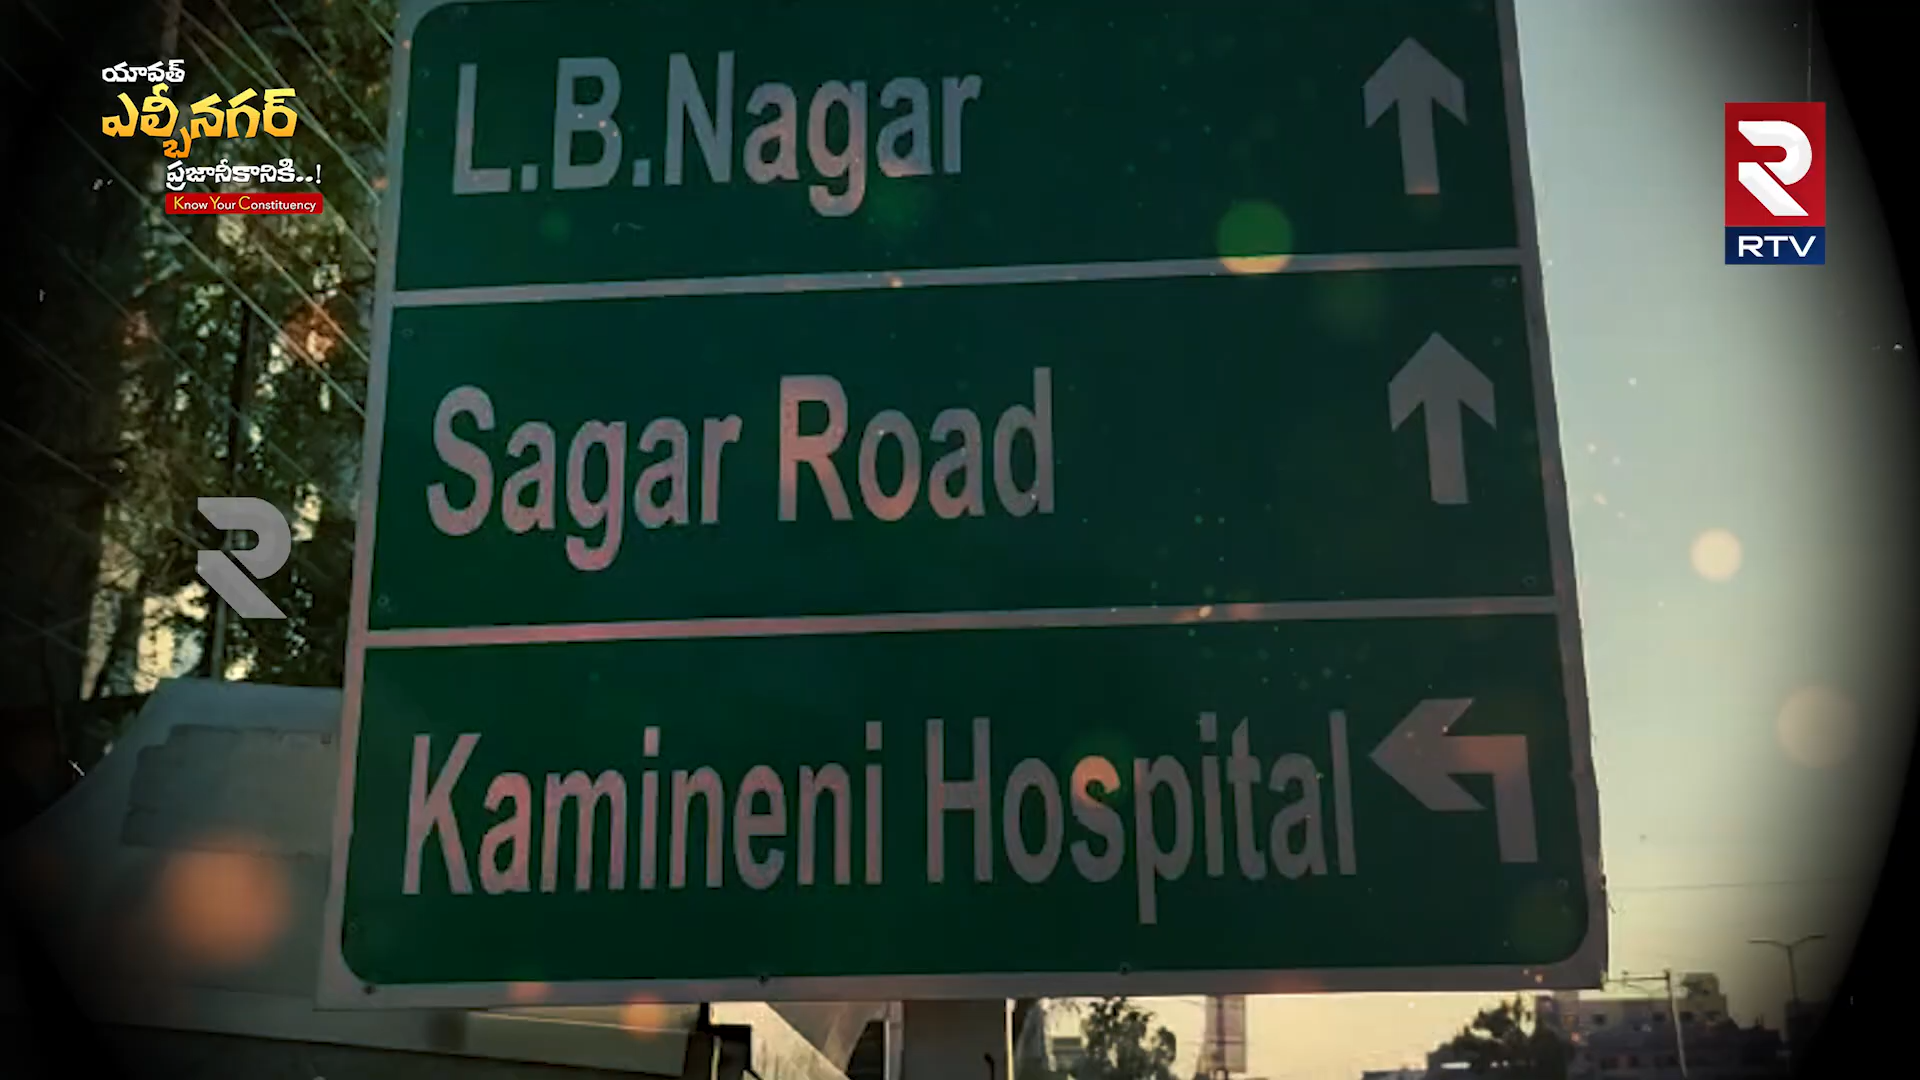 యావత్
ఎల్బీనగర్
ప్రజానీకానికి..!
Know Your Constituency
RTV
L.B.Nagar
Sagar Road
Kamineni Hospital